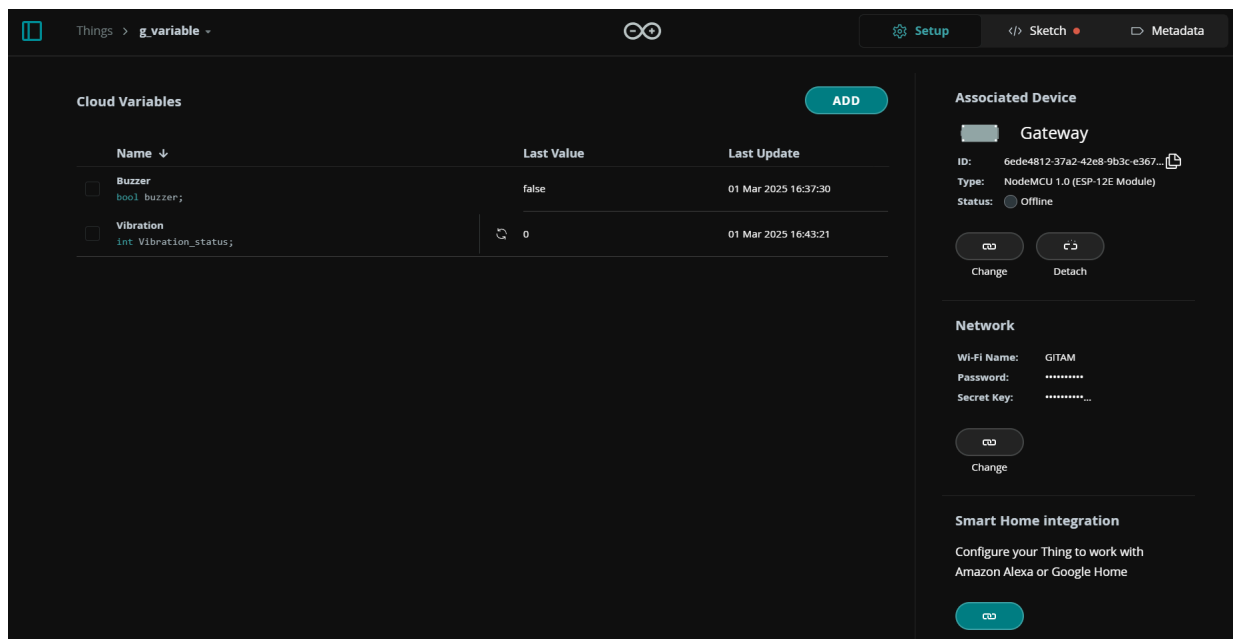 Things > g_variable
Setup
</> Sketch
Metadata
Cloud Variables
ADD
Name ↓ Last Value Last Update
Buzzer
bool buzzer;
false 01 Mar 2025 16:37:30
Vibration
int Vibration_status;
0 01 Mar 2025 16:43:21
Associated Device
Gateway
ID: 6ede4812-37a2-42e8-9b3c-e367...
Type: NodeMCU 1.0 (ESP-12E Module)
Status: Offline
Change Detach
Network
Wi-Fi Name: GITAM
Password: ••••••••••
Secret Key: ••••••••••...
Change
Smart Home integration
Configure your Thing to work with
Amazon Alexa or Google Home